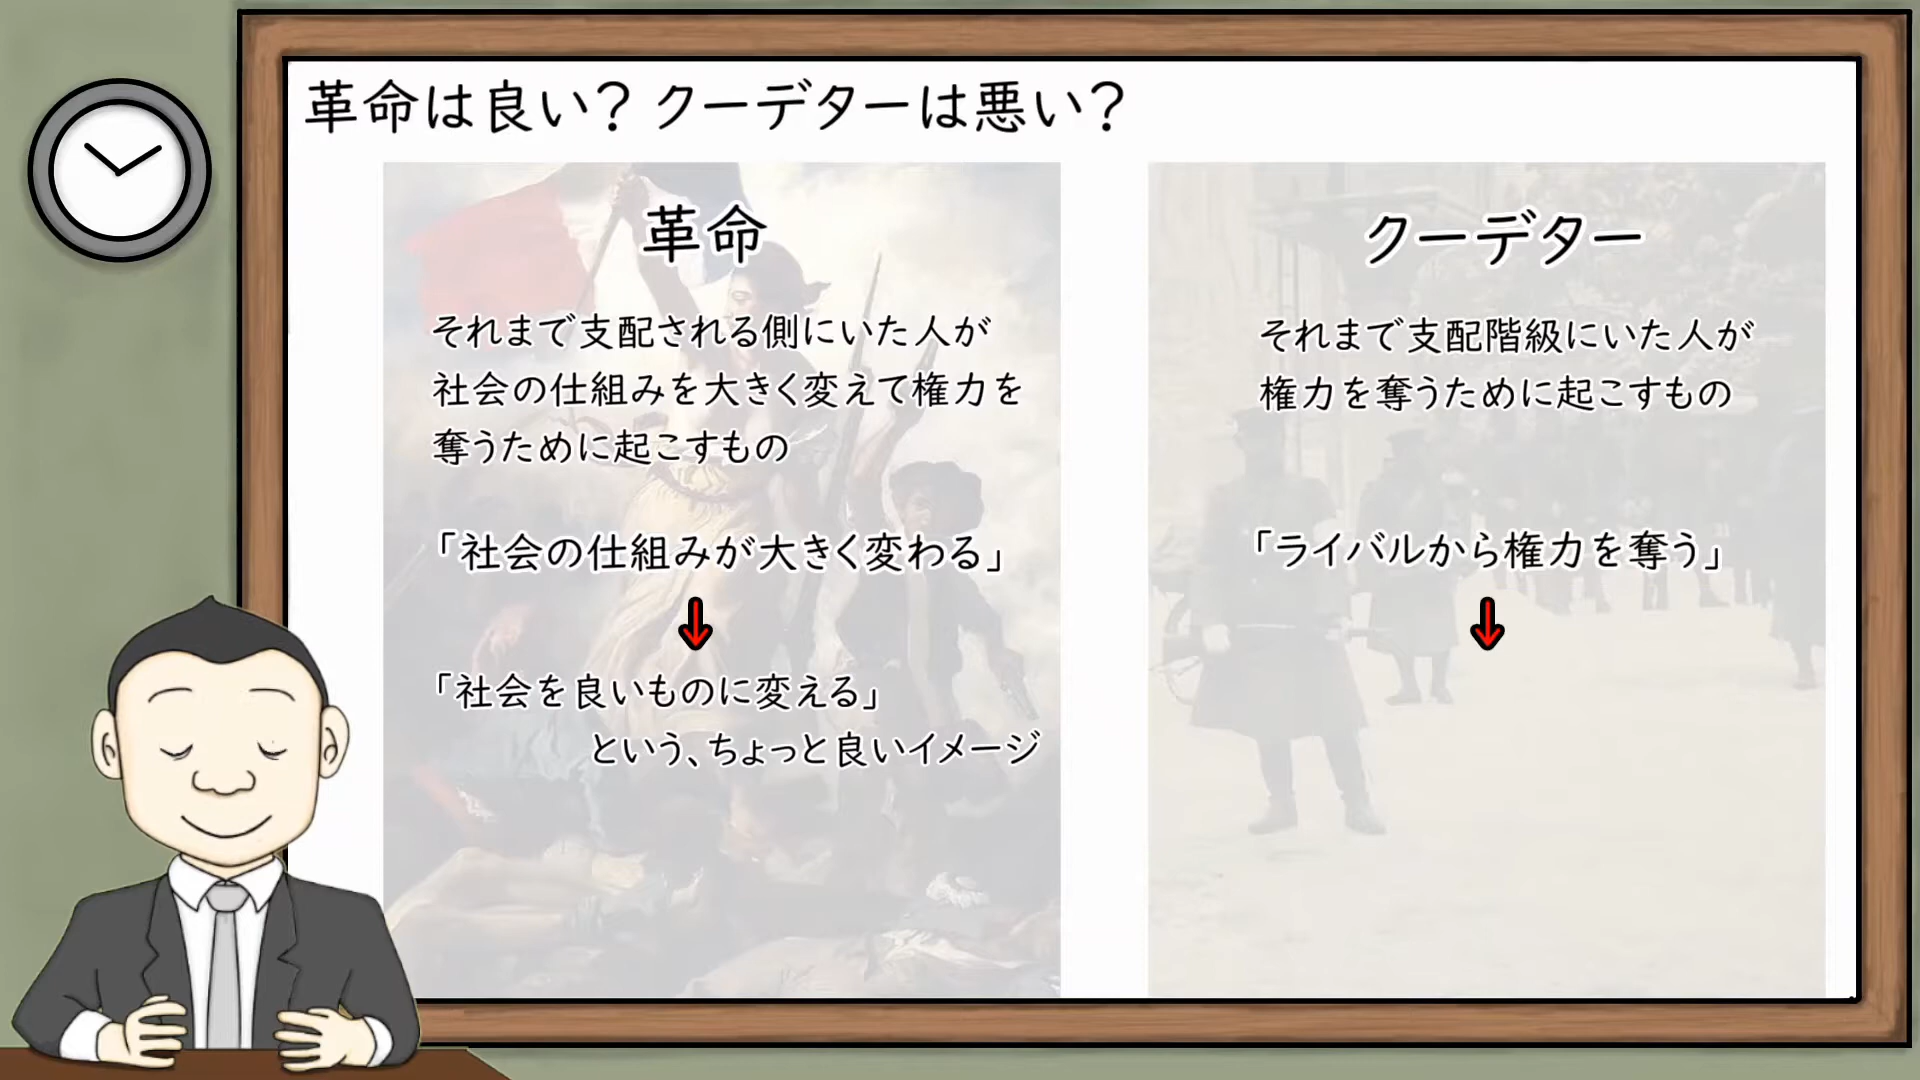 革命は良い？クーデターは悪い？
革命
それまで支配される側にいた人が
社会の仕組みを大きく変えて権力を
奪うために起こすもの
「社会の仕組みが大きく変わる」
「社会を良いものに変える」
という、ちょっと良いイメージ
クーデター
それまで支配階級にいた人が
権力を奪うために起こすもの
「ライバルから権力を奪う」